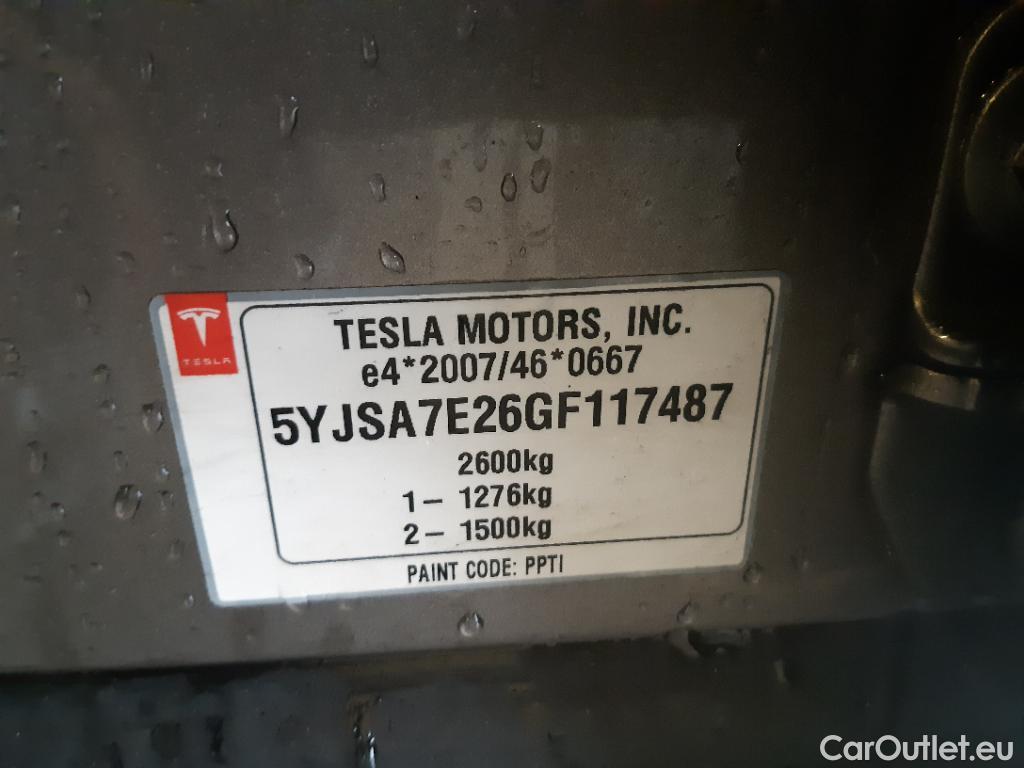 TESLA
TESLA MOTORS, INC.
e4*2007/46*0667
5YJSA7E26GF117487
2600kg
1– 1276kg
2– 1500kg
PAINT CODE: PPTI
CarOutlet.eu